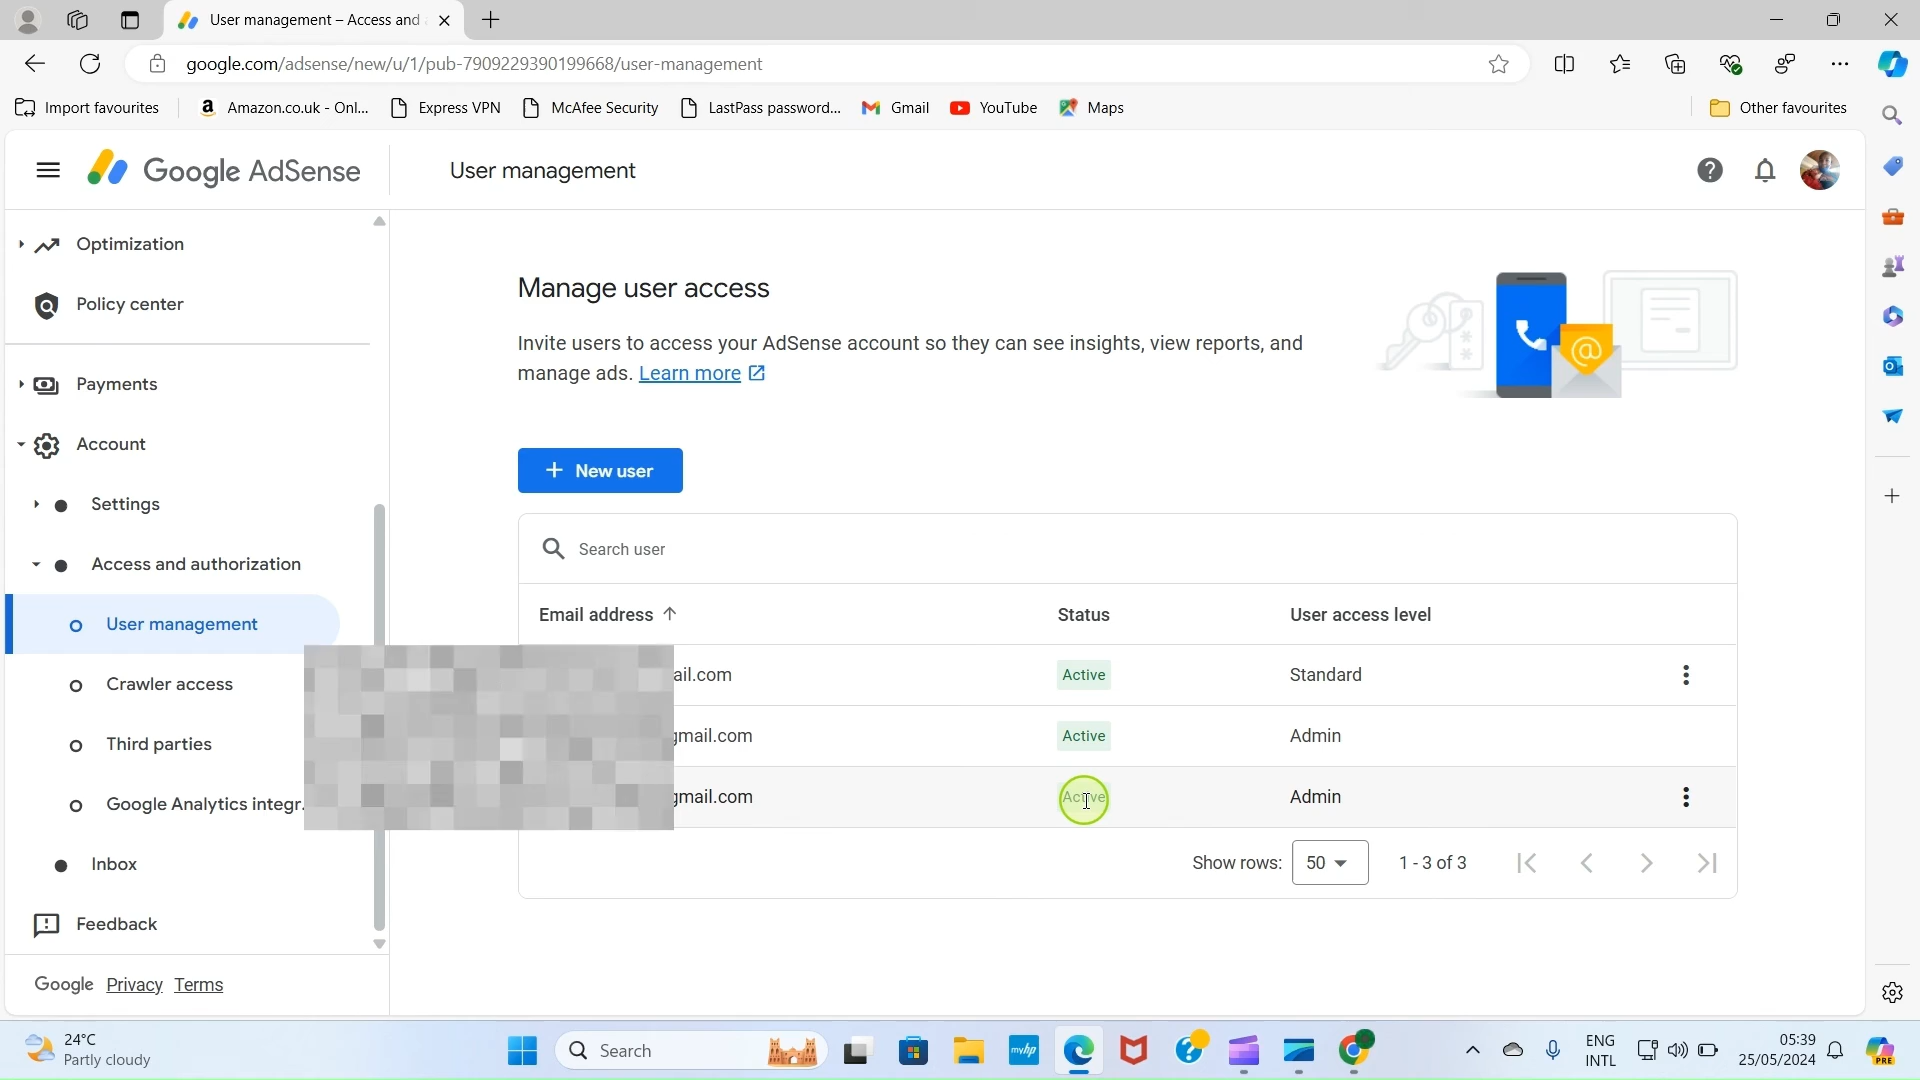 User management – Access and
google.com/adsense/new/u/1/pub-7909229390199668/user-management
Import favourites
Amazon.co.uk - Onl...
Express VPN
McAfee Security
LastPass password...
Gmail
YouTube
Maps
Other favourites
Google AdSense
User management
Optimization
Policy center
Payments
Account
Settings
Access and authorization
User management
Crawler access
Third parties
Google Analytics integr.
Inbox
Feedback
Google Privacy Terms
Manage user access
Invite users to access your AdSense account so they can see insights, view reports, and
manage ads. Learn more
+ New user
Search user
Email address Status User access level
ail.com Active Standard
gmail.com Active Admin
gmail.com Active Admin
Show rows: 50 1 - 3 of 3
24°C
Partly cloudy
Search
myhp
ENG
INTL
05:39
25/05/2024
PRE